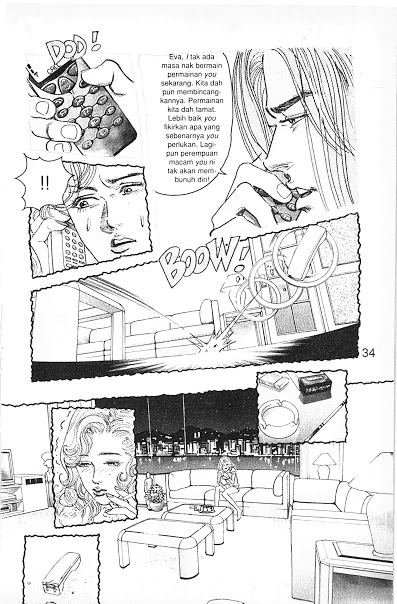 DOD!
Eva, I tak ada
masa nak bermain
permainan you
sekarang. Kita dah
pun membincang-
kannya. Permainan
kita dah tamat.
Lebih baik you
fikirkan apa yang
sebenarnya you
perlukan. Lagi-
pun perempuan
macam you ni
tak akan mem-
bunuh diri!
!!
BOOW!
34